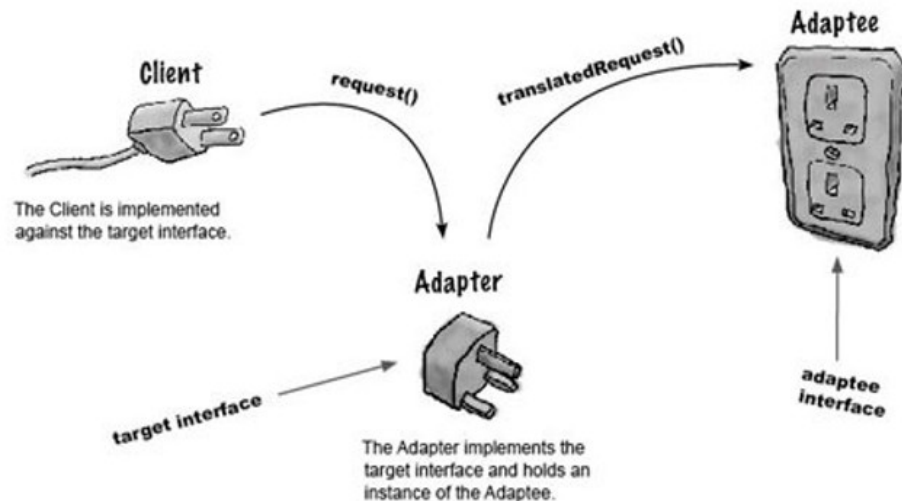 Adaptee
Client
request()
translatedRequest()
The Client is implemented
against the target interface.
Adapter
target interface
adaptee
interface
The Adapter implements the
target interface and holds an
instance of the Adaptee.